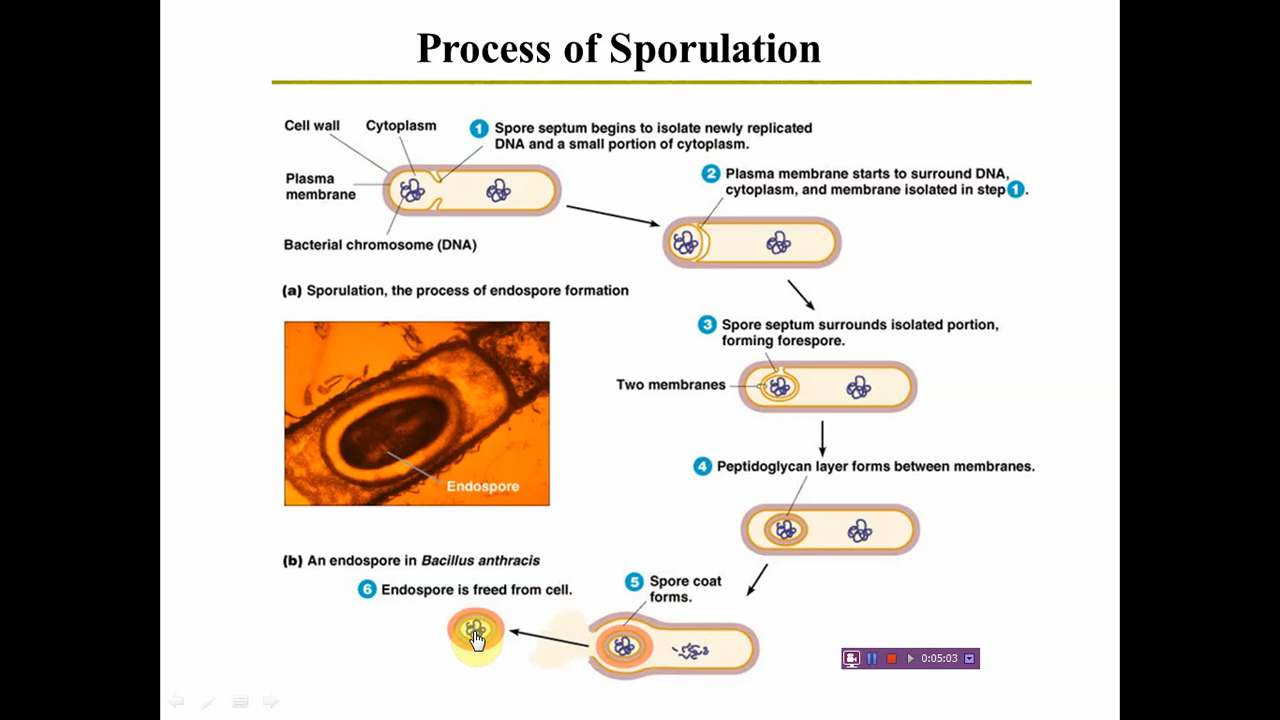 Process of Sporulation
Cell wall
Cytoplasm
1 Spore septum begins to isolate newly replicated
DNA and a small portion of cytoplasm.
Plasma
membrane
2 Plasma membrane starts to surround DNA,
cytoplasm, and membrane isolated in step 1.
Bacterial chromosome (DNA)
(a) Sporulation, the process of endospore formation
3 Spore septum surrounds isolated portion,
forming forespore.
Two membranes
4 Peptidoglycan layer forms between membranes.
Endospore
(b) An endospore in Bacillus anthracis
5 Spore coat
forms.
6 Endospore is freed from cell.
0:05:03